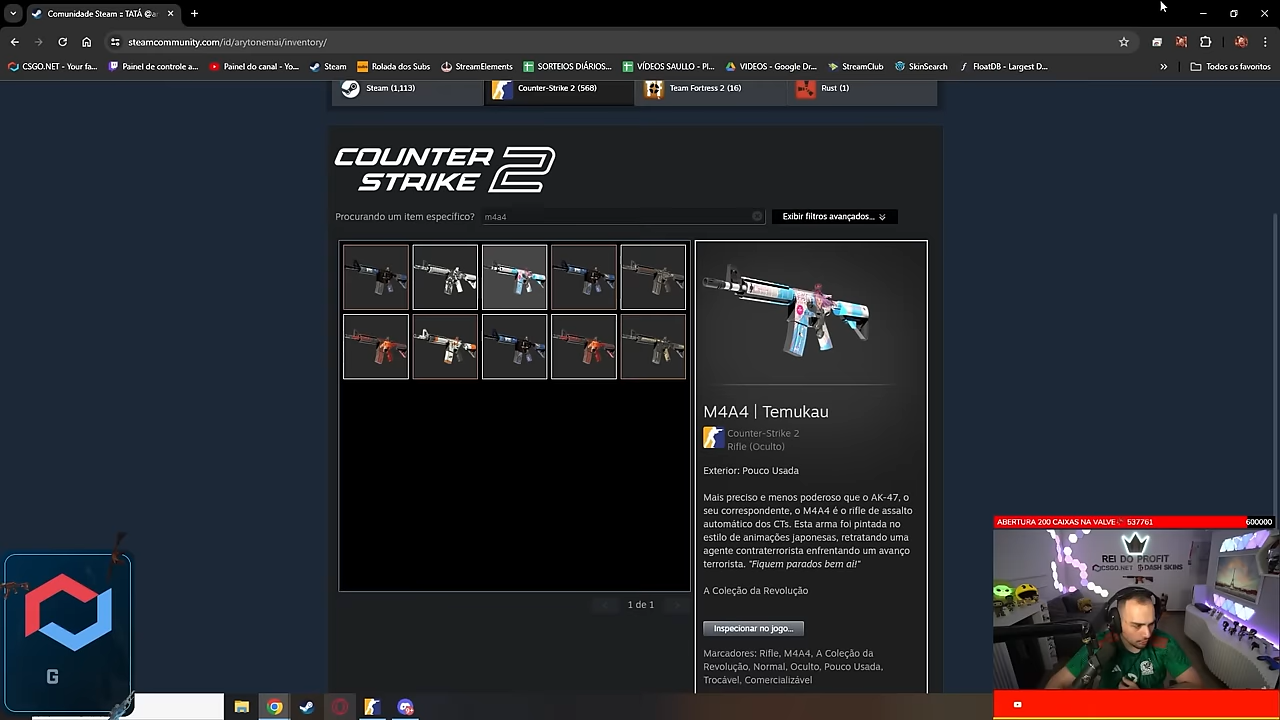 Comunidade Steam :: TATÁ @ar
steamcommunity.com/id/arytonemai/inventory/
CSGO.NET - Your fa...
Painel de controle a...
Painel do canal - Yo...
Steam
Rolada dos Subs
StreamElements
SORTEIOS DIÁRIOS...
VÍDEOS SAULLO - Pl...
VIDEOS - Google Dr...
StreamClub
SkinSearch
FloatDB - Largest D...
Todos os favoritos
Steam (1,113)
Counter-Strike 2 (568)
Team Fortress 2 (16)
Rust (1)
COUNTER
STRIKE 2
Procurando um item específico?
m4a4
Exibir filtros avançados...
M4A4 | Temukau
Counter-Strike 2
Rifle (Oculto)
Exterior: Pouco Usada
Mais preciso e menos poderoso que o AK-47, o
seu correspondente, o M4A4 é o rifle de assalto
automático dos CTs. Esta arma foi pintada no
estilo de animações japonesas, retratando uma
agente contraterrorista enfrentando um avanço
terrorista. "Fiquem parados bem aí!"
A Coleção da Revolução
1 de 1
Inspecionar no jogo...
Marcadores: Rifle, M4A4, A Coleção da
Revolução, Normal, Oculto, Pouco Usada,
Trocável, Comercializável
ABERTURA 200 CAIXAS NA VALVE 537761
600000
REI DO PROFIT
CSGO.NET DASH SKINS
G